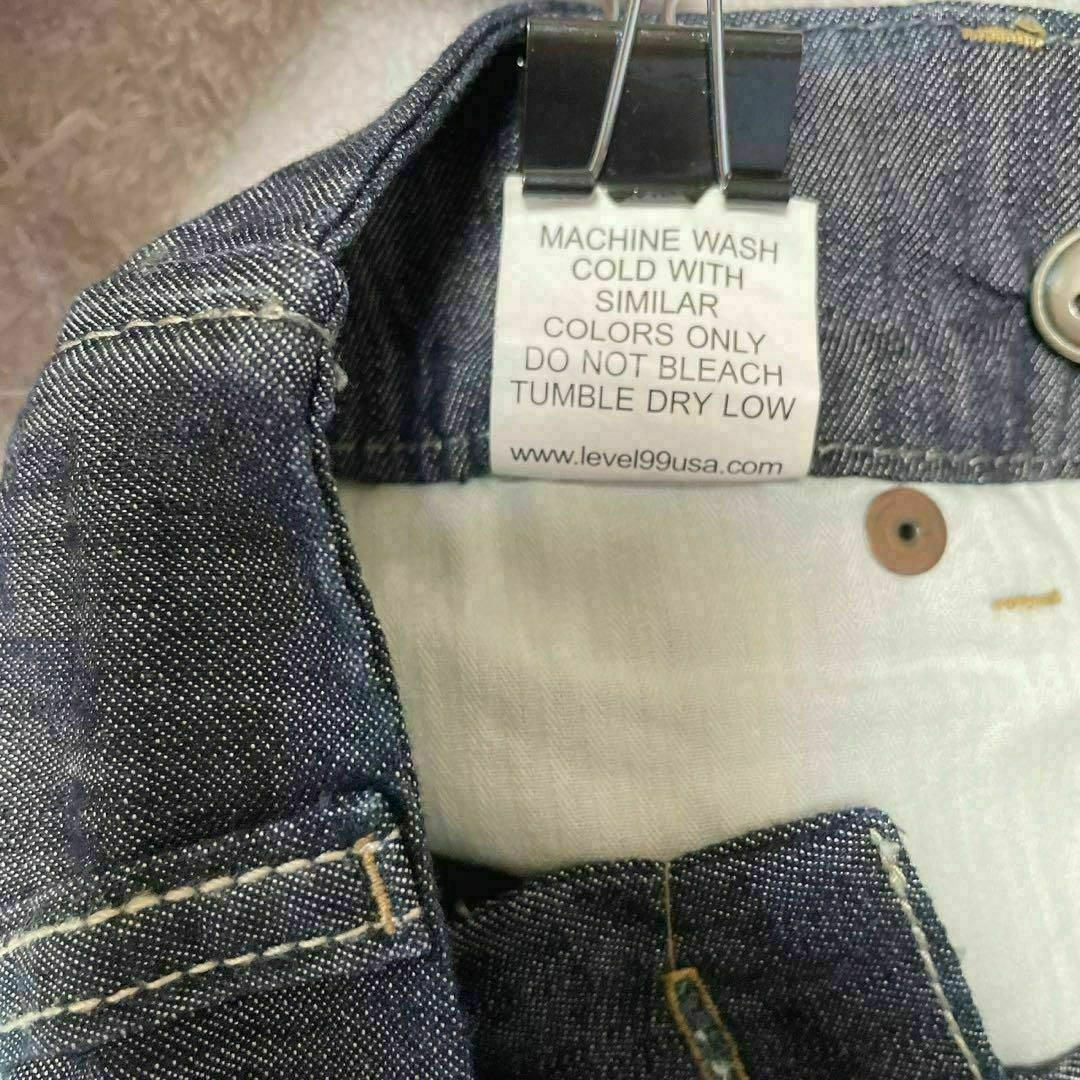 MACHINE WASH
COLD WITH
SIMILAR
COLORS ONLY
DO NOT BLEACH
TUMBLE DRY LOW
www.level99usa.com